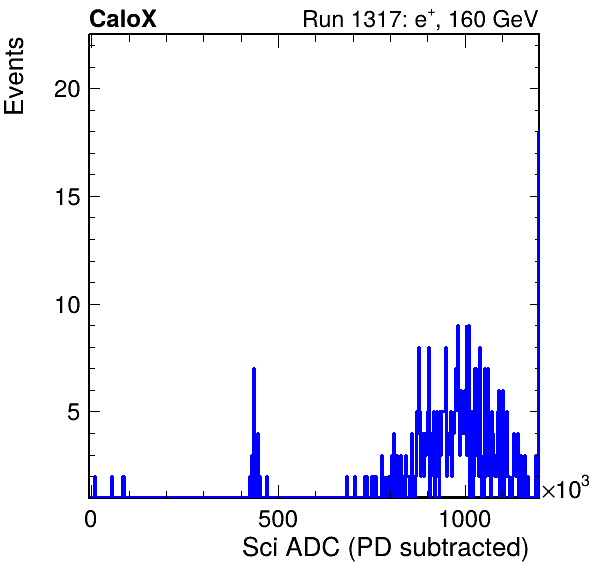 CaloX Run 1317: e⁺, 160 GeV
Events
20
15
10
5
0 500 1000 ×10³
Sci ADC (PD subtracted)